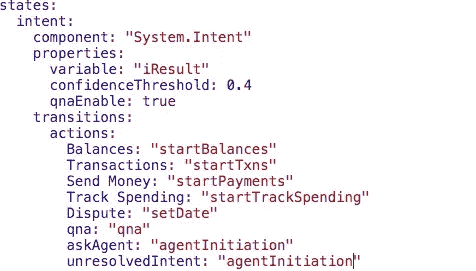 states:
  intent:
    component: "System.Intent"
    properties:
      variable: "iResult"
      confidenceThreshold: 0.4
      qnaEnable: true
    transitions:
      actions:
        Balances: "startBalances"
        Transactions: "startTxns"
        Send Money: "startPayments"
        Track Spending: "startTrackSpending"
        Dispute: "setDate"
        qna: "qna"
        askAgent: "agentInitiation"
        unresolvedIntent: "agentInitiation"